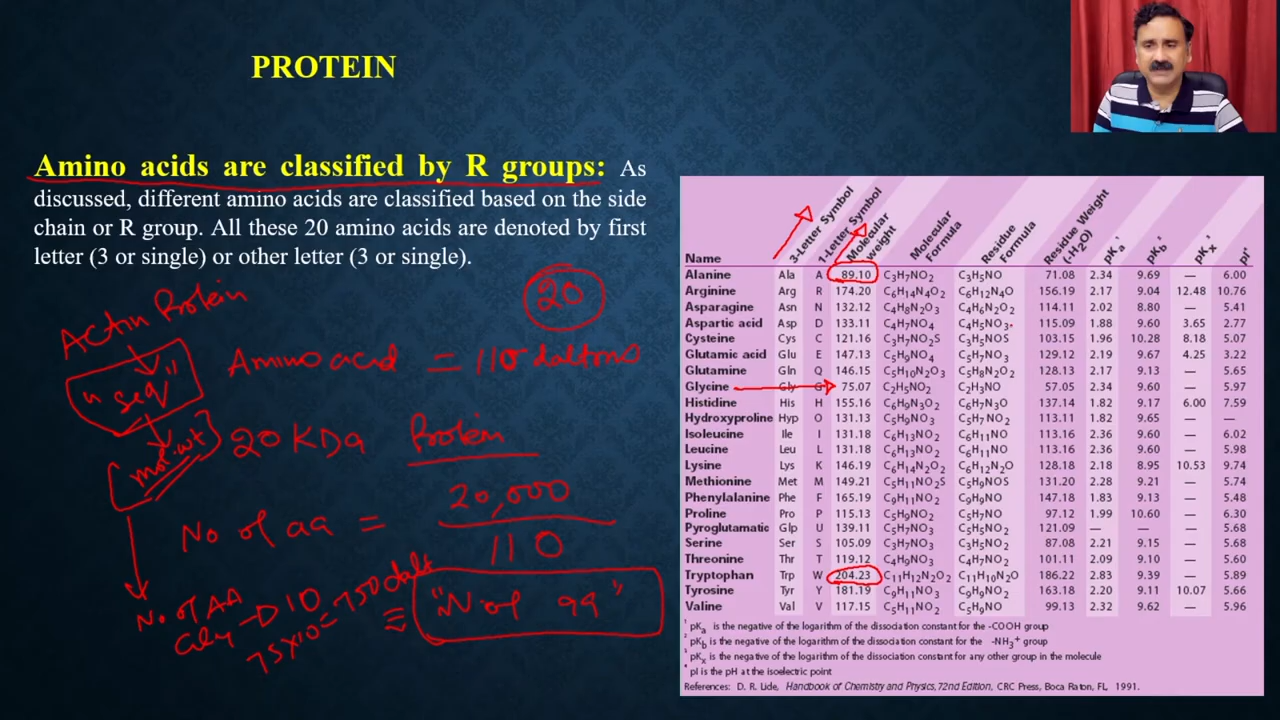 PROTEIN
Amino acids are classified by R groups: As
discussed, different amino acids are classified based on the side
chain or R group. All these 20 amino acids are denoted by first
letter (3 or single) or other letter (3 or single).
20
Actin Protein
"seq"
Amino acid = 110 daltons
mol.wt
20 KDa Protein
No of aa = 20,000
110
"N of aa"
No of AA
Gly 10
75x10 = 750 dalt
Name 3-Letter Symbol 1-Letter Symbol Molecular Weight Molecular Formula Residue Formula Residue Weight (-H2O) pKa¹ pKb² pKx³ pI⁴
Alanine Ala A 89.10 C3H7NO2 C3H5NO 71.08 2.34 9.69 — 6.00
Arginine Arg R 174.20 C6H14N4O2 C6H12N4O 156.19 2.17 9.04 12.48 10.76
Asparagine Asn N 132.12 C4H8N2O3 C4H6N2O2 114.11 2.02 8.80 — 5.41
Aspartic acid Asp D 133.11 C4H7NO4 C4H5NO3 115.09 1.88 9.60 3.65 2.77
Cysteine Cys C 121.16 C3H7NO2S C3H5NOS 103.15 1.96 10.28 8.18 5.07
Glutamic acid Glu E 147.13 C5H9NO4 C5H7NO3 129.12 2.19 9.67 4.25 3.22
Glutamine Gln Q 146.15 C5H10N2O3 C5H8N2O2 128.13 2.17 9.13 — 5.65
Glycine Gly G 75.07 C2H5NO2 C2H3NO 57.05 2.34 9.60 — 5.97
Histidine His H 155.16 C6H9N3O2 C6H7N3O 137.14 1.82 9.17 6.00 7.59
Hydroxyproline Hyp O 131.13 C5H9NO3 C5H7NO2 113.11 1.82 9.65 — —
Isoleucine Ile I 131.18 C6H13NO2 C6H11NO 113.16 2.36 9.60 — 6.02
Leucine Leu L 131.18 C6H13NO2 C6H11NO 113.16 2.36 9.60 — 5.98
Lysine Lys K 146.19 C6H14N2O2 C6H12N2O 128.18 2.18 8.95 10.53 9.74
Methionine Met M 149.21 C5H11NO2S C5H9NOS 131.20 2.28 9.21 — 5.74
Phenylalanine Phe F 165.19 C9H11NO2 C9H9NO 147.18 1.83 9.13 — 5.48
Proline Pro P 115.13 C5H9NO2 C5H7NO 97.12 1.99 10.60 — 6.30
Pyroglutamatic Glp U 139.11 C5H7NO3 C5H5NO2 121.09 — — — 5.68
Serine Ser S 105.09 C3H7NO3 C3H5NO2 87.08 2.21 9.15 — 5.68
Threonine Thr T 119.12 C4H9NO3 C4H7NO2 101.11 2.09 9.10 — 5.60
Tryptophan Trp W 204.23 C11H12N2O2 C11H10N2O 186.22 2.83 9.39 — 5.89
Tyrosine Tyr Y 181.19 C9H11NO3 C9H9NO2 163.18 2.20 9.11 10.07 5.66
Valine Val V 117.15 C5H11NO2 C5H9NO 99.13 2.32 9.62 — 5.96
¹ pKa is the negative of the logarithm of the dissociation constant for the -COOH group
² pKb is the negative of the logarithm of the dissociation constant for the -NH3+ group
³ pKx is the negative of the logarithm of the dissociation constant for any other group in the molecule
⁴ pI is the pH at the isoelectric point
References: D. R. Lide, Handbook of Chemistry and Physics, 72nd Edition, CRC Press, Boca Raton, FL, 1991.